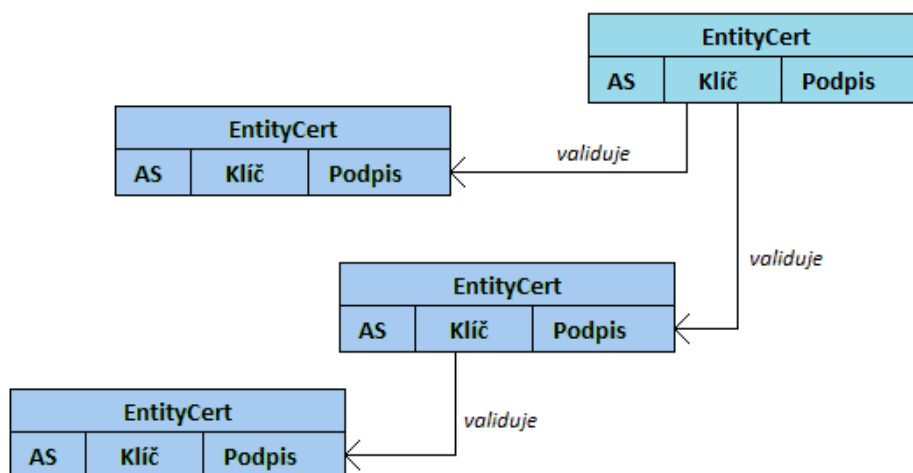 EntityCert
AS Klíč Podpis
EntityCert
AS Klíč Podpis
validuje
validuje
EntityCert
AS Klíč Podpis
validuje
EntityCert
AS Klíč Podpis